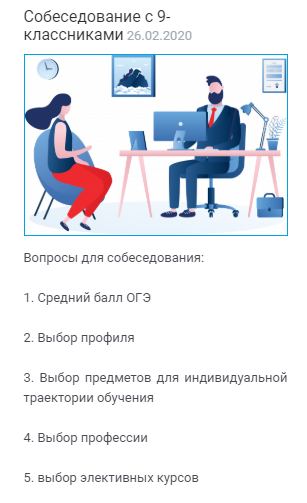 Собеседование с 9-
классниками 26.02.2020
Вопросы для собеседования:
1. Средний балл ОГЭ
2. Выбор профиля
3. Выбор предметов для индивидуальной
траектории обучения
4. Выбор профессии
5. выбор элективных курсов